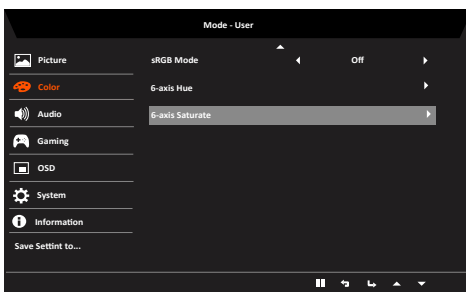 Mode - User
Picture
sRGB Mode Off
Color
6-axis Hue
Audio
6-axis Saturate
Gaming
OSD
System
Information
Save Settint to...